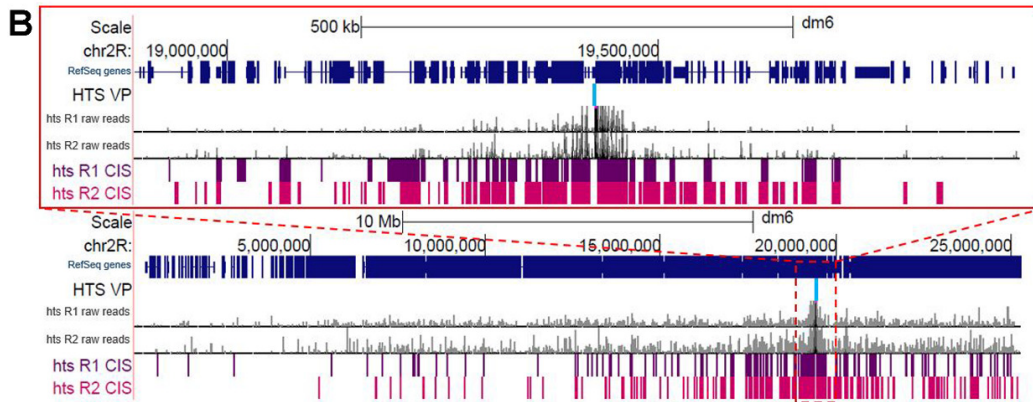 B
Scale 500 kb dm6
chr2R: 19,000,000 19,500,000
RefSeq genes
HTS VP
hts R1 raw reads
hts R2 raw reads
hts R1 CIS
hts R2 CIS
Scale 10 Mb dm6
chr2R: 5,000,000 10,000,000 15,000,000 20,000,000 25,000,000
RefSeq genes
HTS VP
hts R1 raw reads
hts R2 raw reads
hts R1 CIS
hts R2 CIS